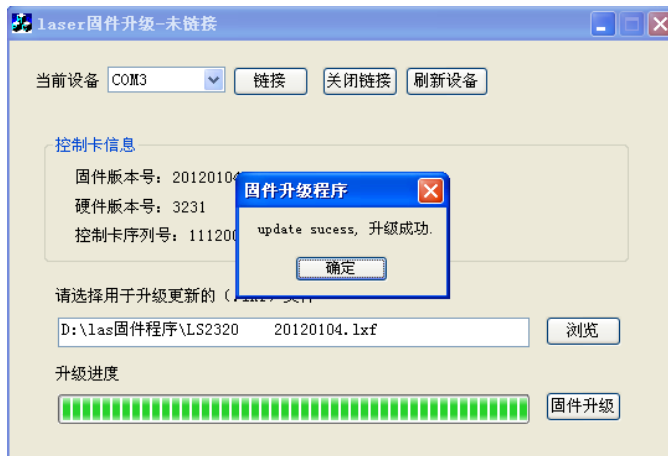 laser固件升级-未链接
当前设备 COM3 链接 关闭链接 刷新设备
控制卡信息
固件版本号: 20120104
硬件版本号: 3231
控制卡序列号: 111200
固件升级程序
update sucess, 升级成功.
确定
请选择用于升级更新的
D:\las固件程序\LS2320 20120104.lxf 浏览
升级进度
固件升级